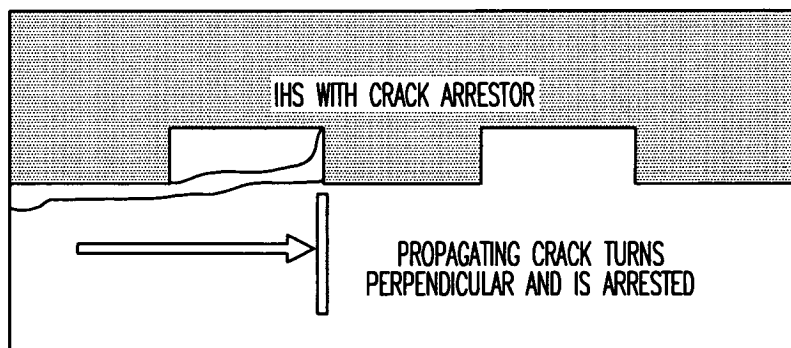 IHS WITH CRACK ARRESTOR
PROPAGATING CRACK TURNS
PERPENDICULAR AND IS ARRESTED